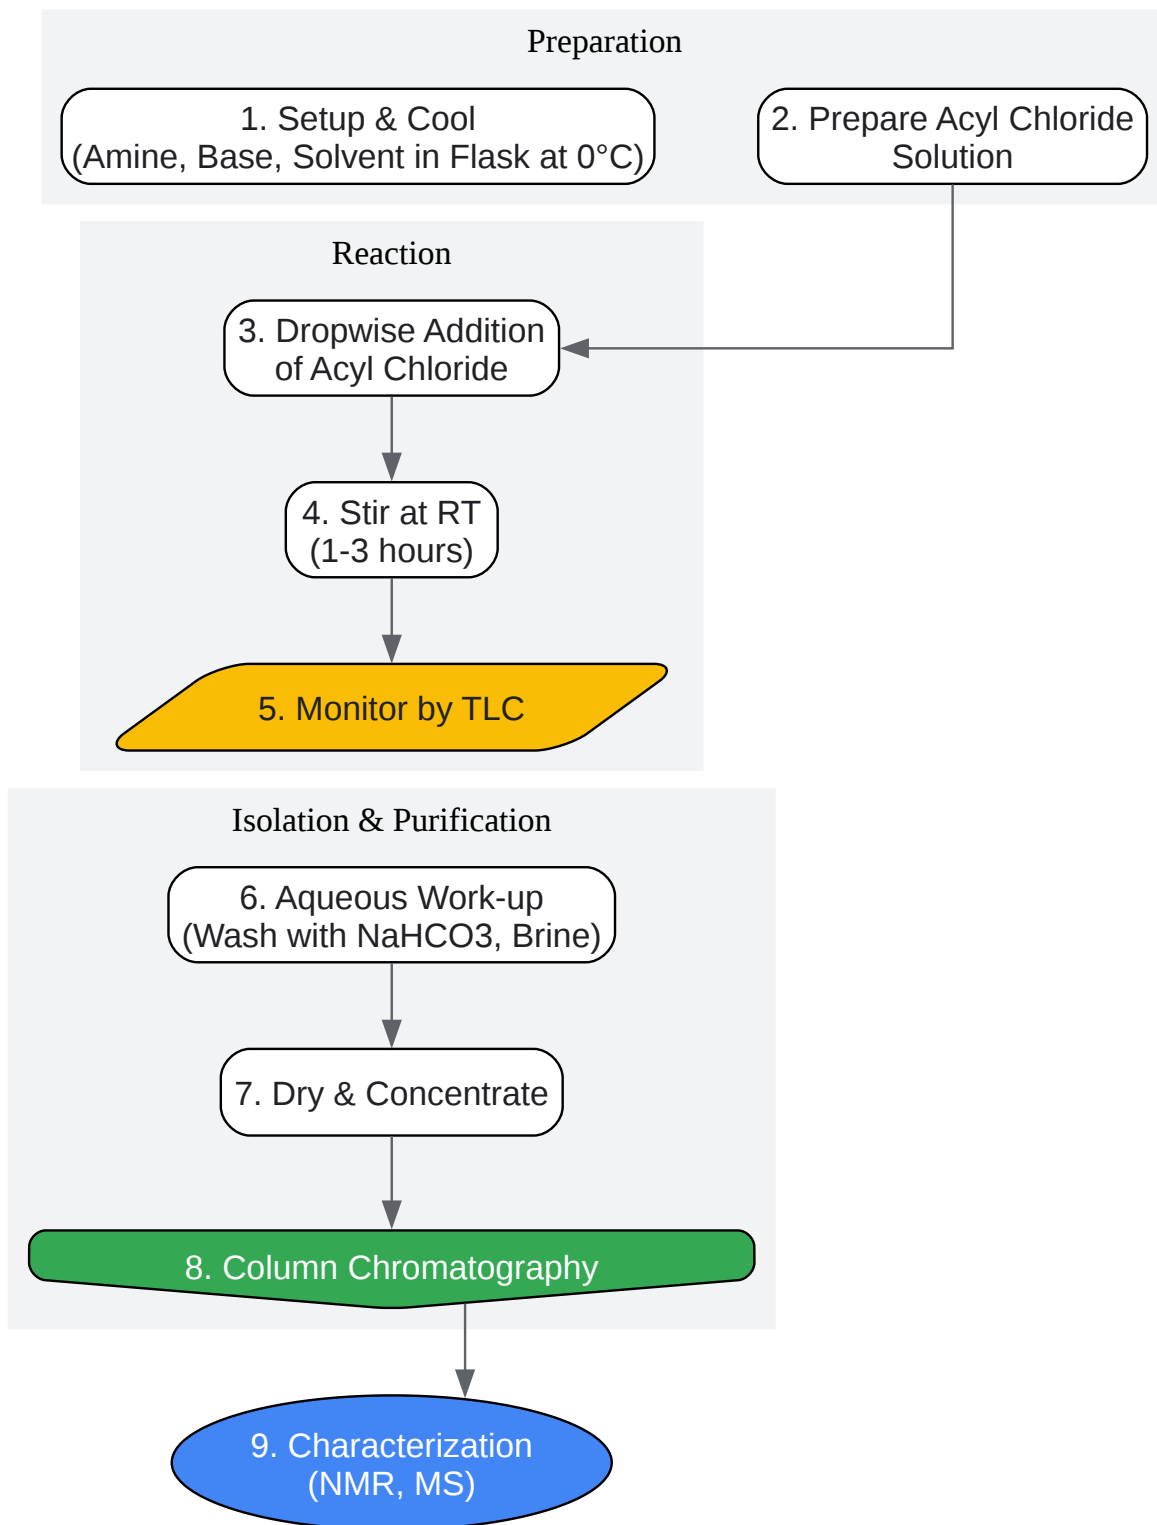 Preparation
1. Setup & Cool
(Amine, Base, Solvent in Flask at 0°C)
2. Prepare Acyl Chloride
Solution
Reaction
3. Dropwise Addition
of Acyl Chloride
4. Stir at RT
(1-3 hours)
5. Monitor by TLC
Isolation & Purification
6. Aqueous Work-up
(Wash with NaHCO3, Brine)
7. Dry & Concentrate
8. Column Chromatography
9. Characterization
(NMR, MS)